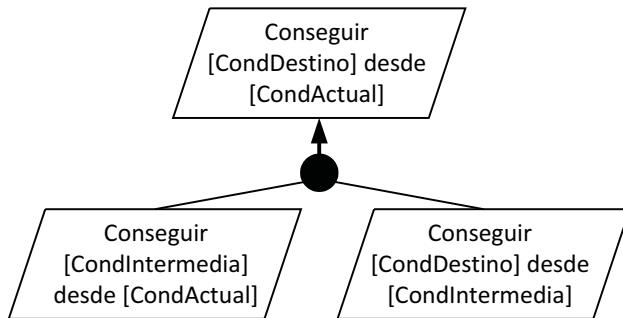 Conseguir
[CondDestino] desde
[CondActual]
Conseguir
[CondIntermedia]
desde [CondActual]
Conseguir
[CondDestino] desde
[CondIntermedia]